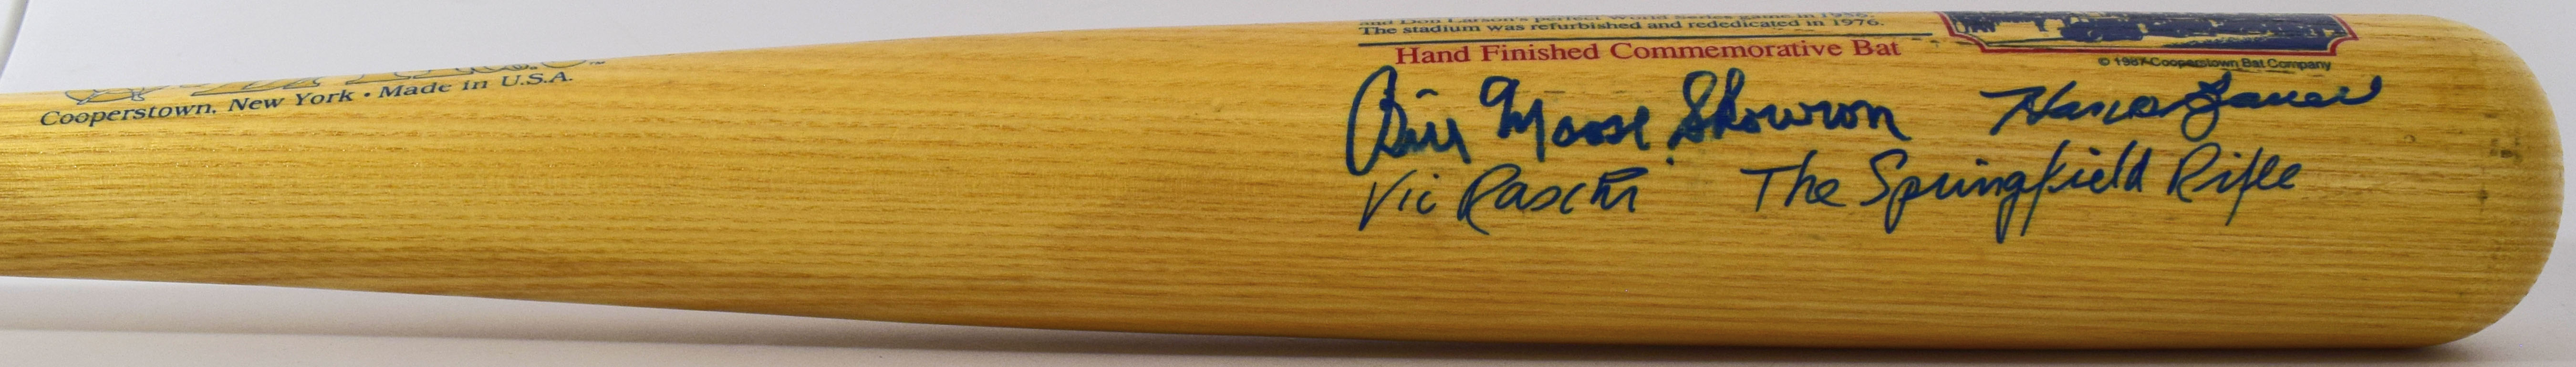 and Don Larson's perfect World Series game in 1956.
The stadium was refurbished and rededicated in 1976.
Hand Finished Commemorative Bat
© 1987 Cooperstown Bat Company
Cooperstown, New York • Made in U.S.A.
Bill Moose Skowron Hank Bauer
Vic Raschi The Springfield Rifle